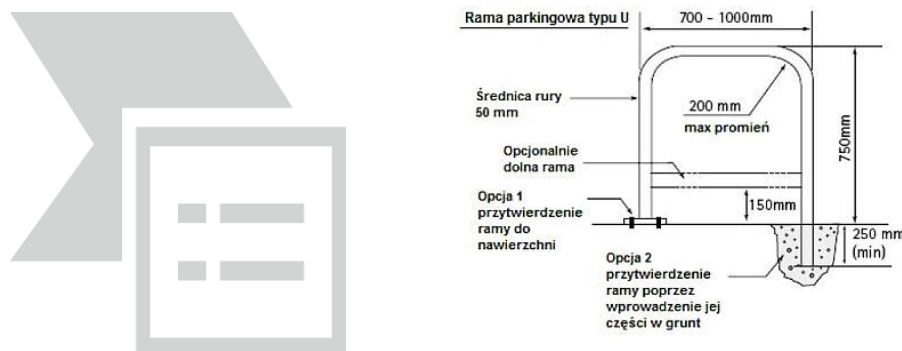 Rama parkingowa typu U
700 - 1000mm
Średnica rury
50 mm
200 mm
max promień
750mm
Opcjonalnie
dolna rama
Opcja 1
przytwierdzenie
ramy do
nawierzchni
150mm
250 mm
(min)
Opcja 2
przytwierdzenie
ramy poprzez
wprowadzenie jej
części w grunt